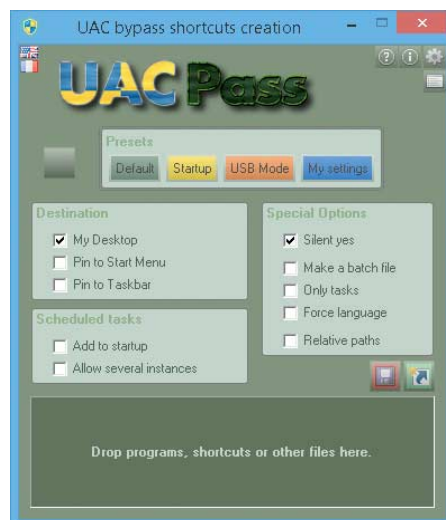 UAC bypass shortcuts creation
UAC Pass
Presets
Default Startup USB Mode My settings
Destination
My Desktop
Pin to Start Menu
Pin to Taskbar
Special Options
Silent yes
Make a batch file
Only tasks
Force language
Relative paths
Scheduled tasks
Add to startup
Allow several instances
Drop programs, shortcuts or other files here.